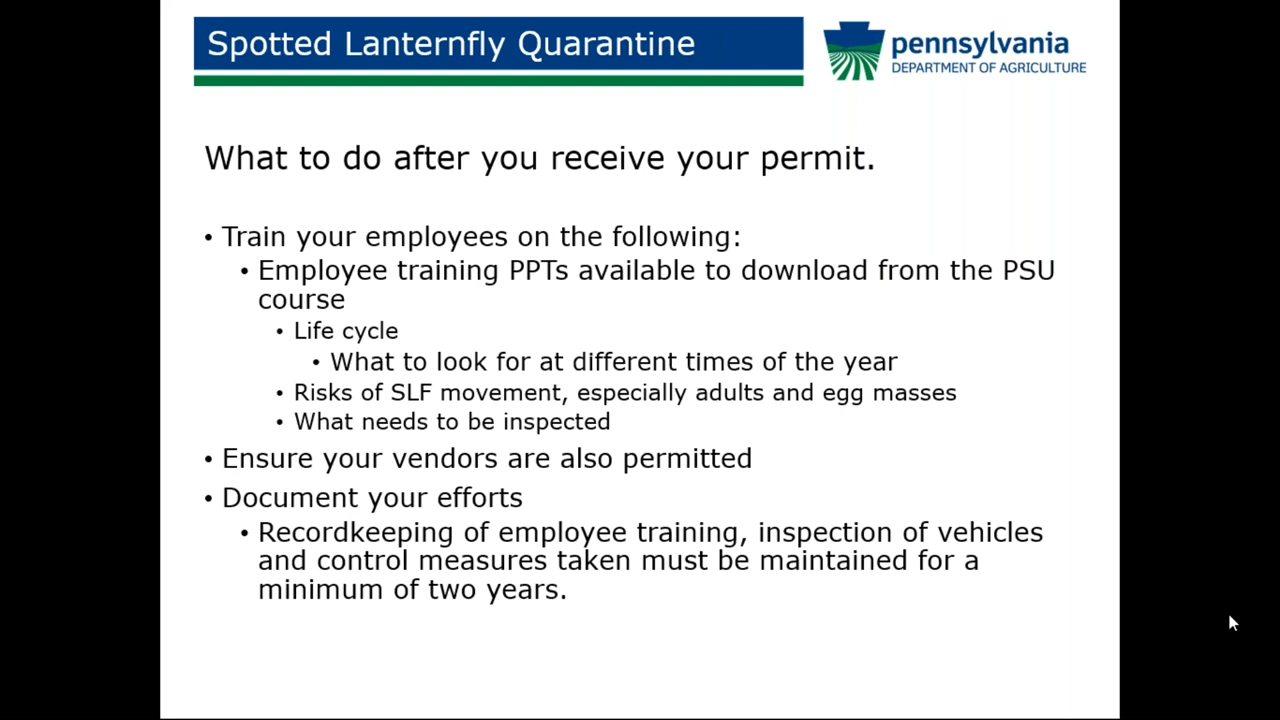 Spotted Lanternfly Quarantine
pennsylvania
DEPARTMENT OF AGRICULTURE
What to do after you receive your permit.
• Train your employees on the following:
• Employee training PPTs available to download from the PSU
course
• Life cycle
• What to look for at different times of the year
• Risks of SLF movement, especially adults and egg masses
• What needs to be inspected
• Ensure your vendors are also permitted
• Document your efforts
• Recordkeeping of employee training, inspection of vehicles
and control measures taken must be maintained for a
minimum of two years.